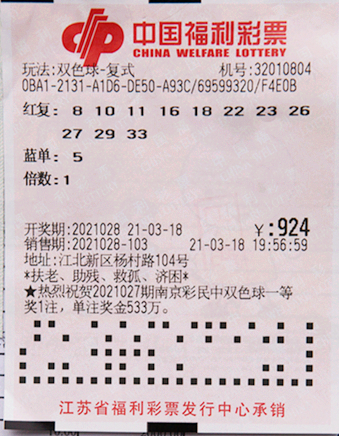 中国福利彩票
CHINA WELFARE LOTTERY
玩法:双色球-复式 机号:32010804
0BA1-2131-A1D6-DE50-A93C/69599320/F4E0B
红复: 8 10 11 16 18 22 23 26
27 29 33
蓝单: 5
倍数:1
开奖期:2021028 21-03-18 ¥:924
销售期:2021028-103 21-03-18 19:56:59
地址:江北新区杨村路104号
*扶老、助残、救孤、济困*
★热烈祝贺2021027期南京彩民中双色球一等
奖1注,单注奖金533万。
江苏省福利彩票发行中心承销